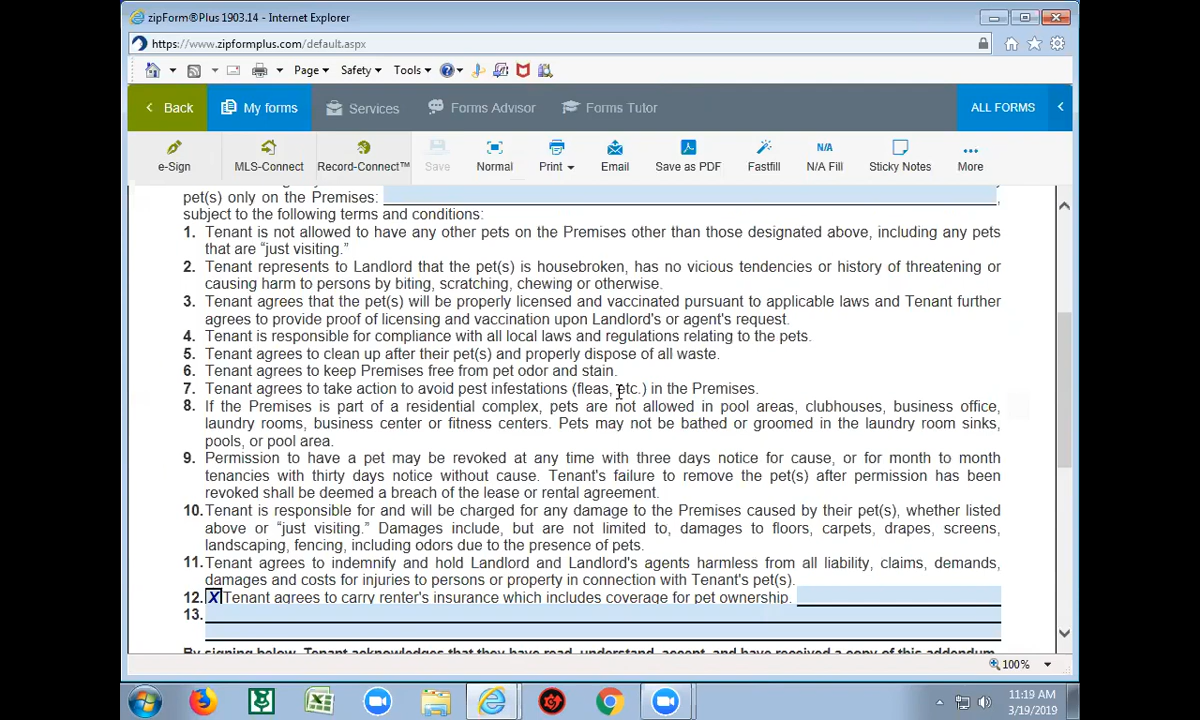 zipForm®Plus 1903.14 - Internet Explorer
https://www.zipformplus.com/default.aspx
Page Safety Tools
Back My forms Services Forms Advisor Forms Tutor ALL FORMS
N/A
e-Sign MLS-Connect Record-Connect™ Save Normal Print Email Save as PDF Fastfill N/A Fill Sticky Notes More
pet(s) only on the Premises: ,
subject to the following terms and conditions:
1. Tenant is not allowed to have any other pets on the Premises other than those designated above, including any pets
that are “just visiting.”
2. Tenant represents to Landlord that the pet(s) is housebroken, has no vicious tendencies or history of threatening or
causing harm to persons by biting, scratching, chewing or otherwise.
3. Tenant agrees that the pet(s) will be properly licensed and vaccinated pursuant to applicable laws and Tenant further
agrees to provide proof of licensing and vaccination upon Landlord's or agent's request.
4. Tenant is responsible for compliance with all local laws and regulations relating to the pets.
5. Tenant agrees to clean up after their pet(s) and properly dispose of all waste.
6. Tenant agrees to keep Premises free from pet odor and stain.
7. Tenant agrees to take action to avoid pest infestations (fleas, etc.) in the Premises.
8. If the Premises is part of a residential complex, pets are not allowed in pool areas, clubhouses, business office,
laundry rooms, business center or fitness centers. Pets may not be bathed or groomed in the laundry room sinks,
pools, or pool area.
9. Permission to have a pet may be revoked at any time with three days notice for cause, or for month to month
tenancies with thirty days notice without cause. Tenant's failure to remove the pet(s) after permission has been
revoked shall be deemed a breach of the lease or rental agreement.
10. Tenant is responsible for and will be charged for any damage to the Premises caused by their pet(s), whether listed
above or “just visiting.” Damages include, but are not limited to, damages to floors, carpets, drapes, screens,
landscaping, fencing, including odors due to the presence of pets.
11. Tenant agrees to indemnify and hold Landlord and Landlord's agents harmless from all liability, claims, demands,
damages and costs for injuries to persons or property in connection with Tenant's pet(s).
12. X Tenant agrees to carry renter's insurance which includes coverage for pet ownership.
13.
By signing below, Tenant acknowledges that they have read, understand, accept, and have received a copy of this addendum
100%
11:19 AM
3/19/2019